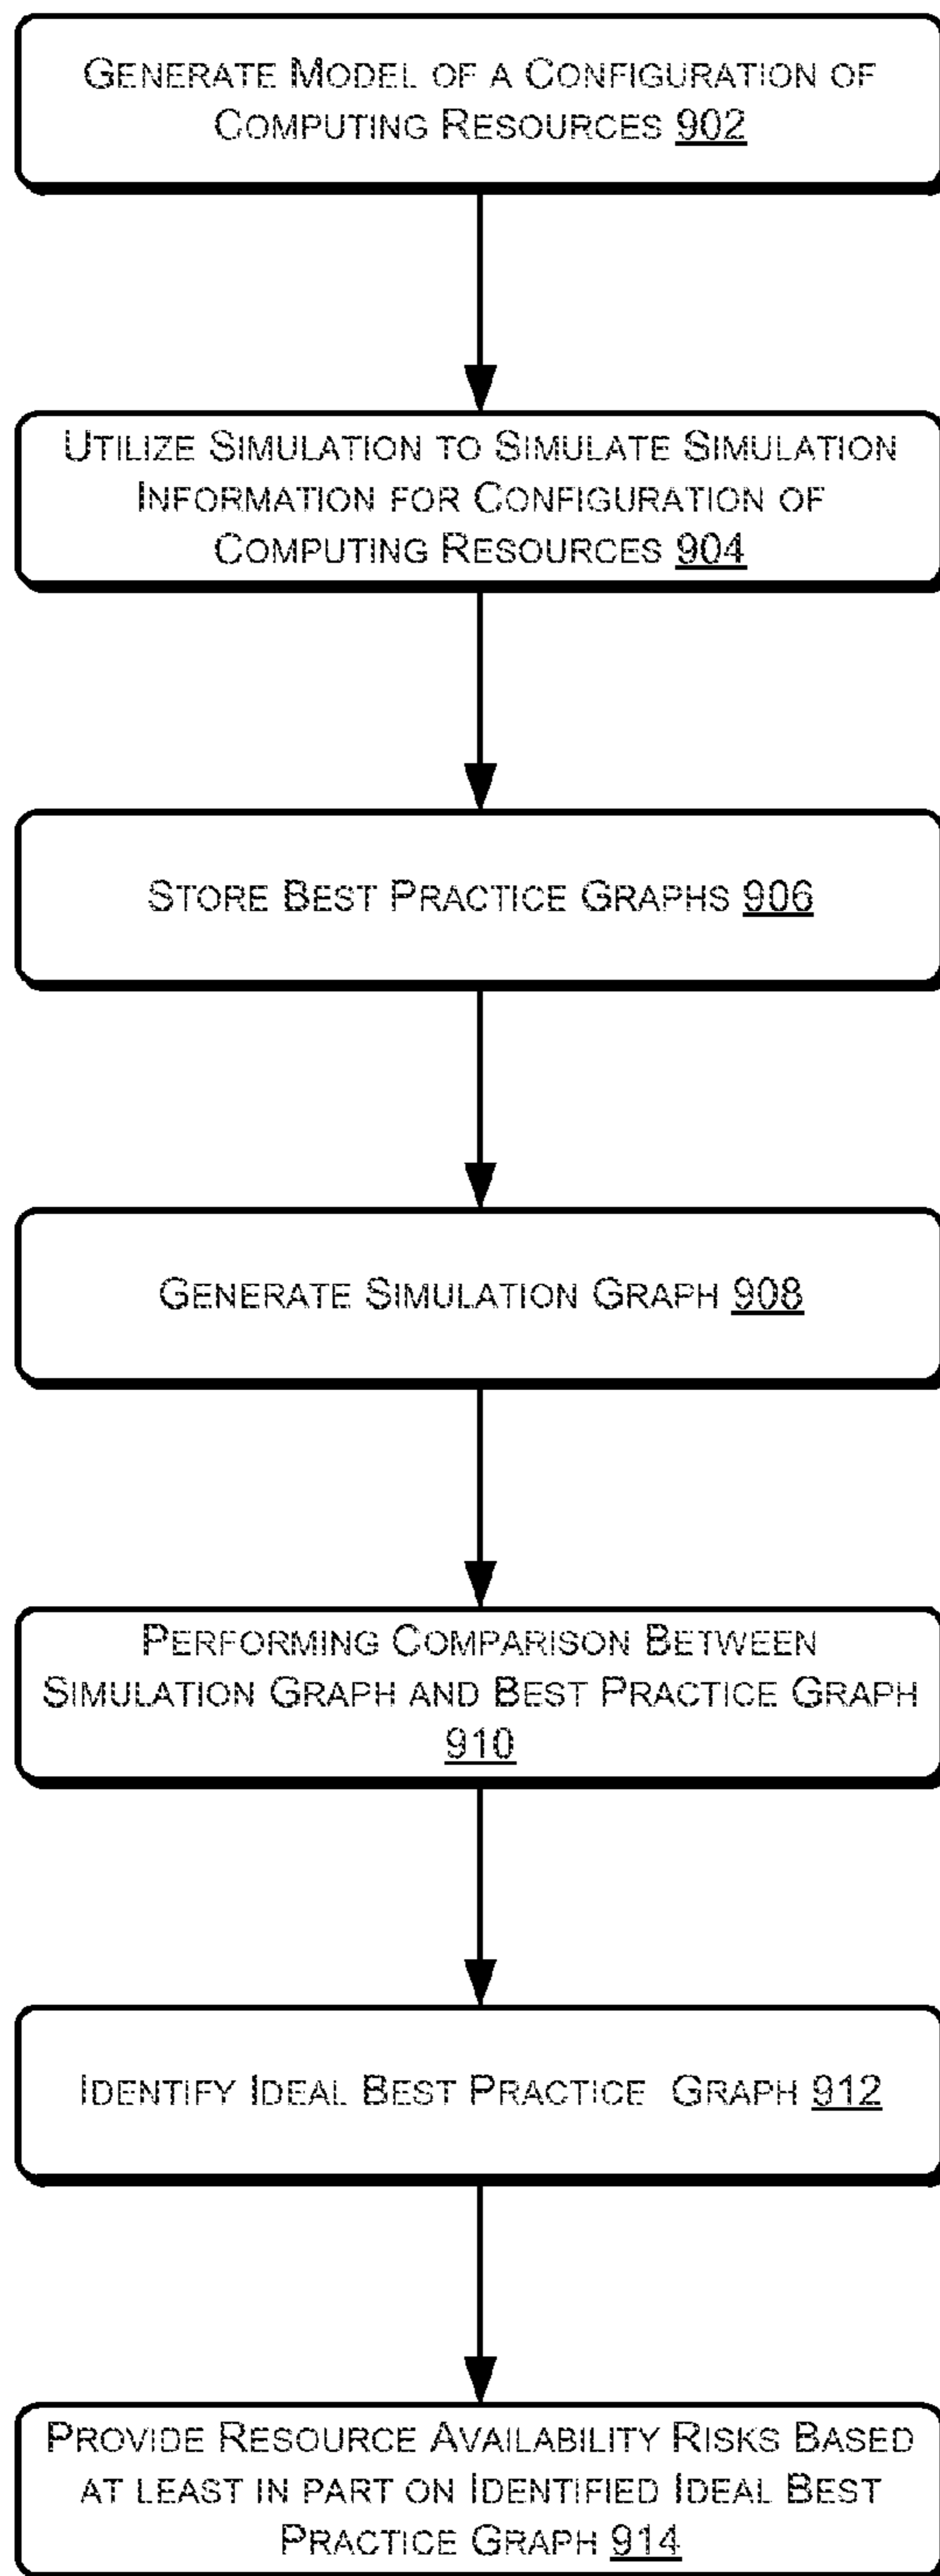 GENERATE MODEL OF A CONFIGURATION OF
COMPUTING RESOURCES 902
UTILIZE SIMULATION TO SIMULATE SIMULATION
INFORMATION FOR CONFIGURATION OF
COMPUTING RESOURCES 904
STORE BEST PRACTICE GRAPHS 906
GENERATE SIMULATION GRAPH 908
PERFORMING COMPARISON BETWEEN
SIMULATION GRAPH AND BEST PRACTICE GRAPH
910
IDENTIFY IDEAL BEST PRACTICE GRAPH 912
PROVIDE RESOURCE AVAILABILITY RISKS BASED
AT LEAST IN PART ON IDENTIFIED IDEAL BEST
PRACTICE GRAPH 914